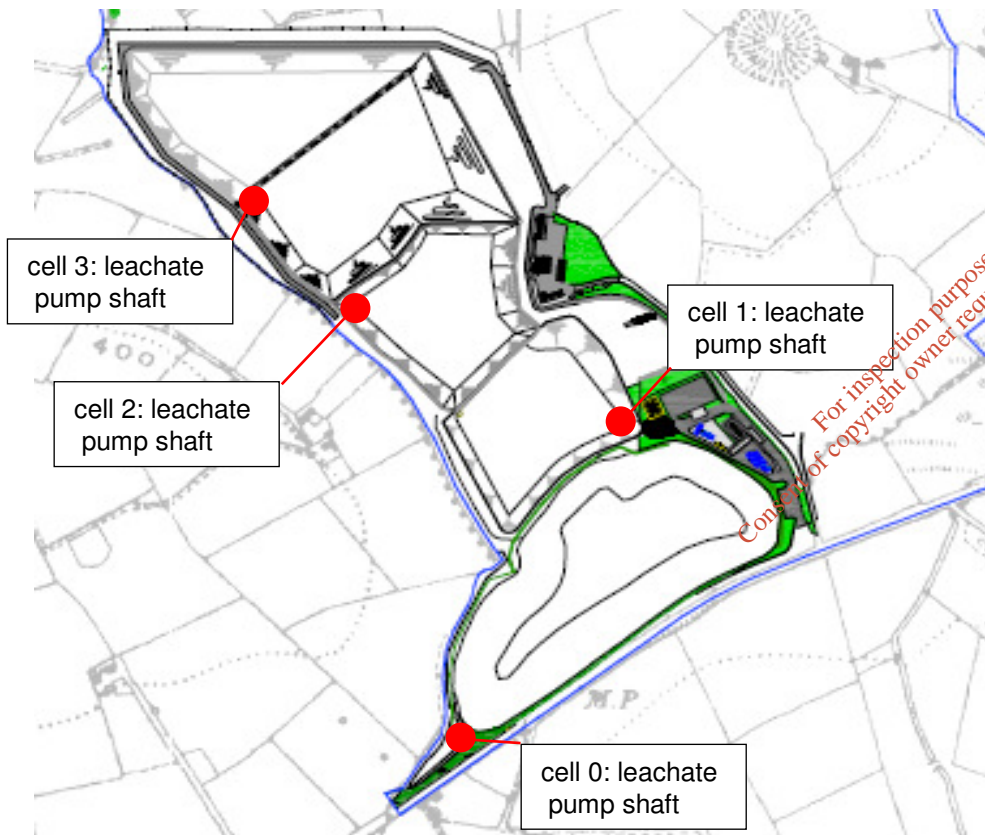 cell 3: leachate
pump shaft
cell 2: leachate
pump shaft
cell 1: leachate
pump shaft
For inspection purpose
Consent of copyright owner requ
400
M.P
cell 0: leachate
pump shaft